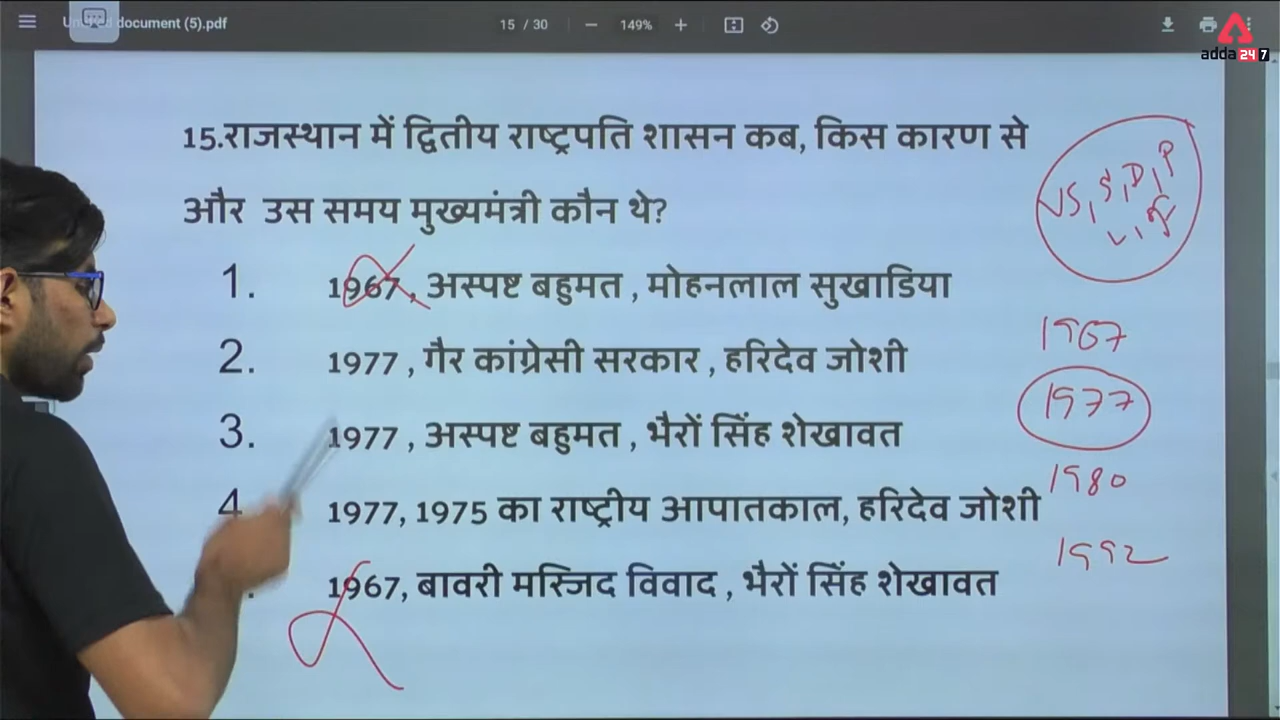 document (5).pdf
15 / 30
149%
adda 247
15.राजस्थान में द्वितीय राष्ट्रपति शासन कब, किस कारण से
और उस समय मुख्यमंत्री कौन थे?
1. 1967, अस्पष्ट बहुमत , मोहनलाल सुखाडिया
2. 1977 , गैर कांग्रेसी सरकार , हरिदेव जोशी
3. 1977 , अस्पष्ट बहुमत , भैरों सिंह शेखावत
4 1977, 1975 का राष्ट्रीय आपातकाल, हरिदेव जोशी
1967, बावरी मस्जिद विवाद , भैरों सिंह शेखावत
1967
1977
1980
1992